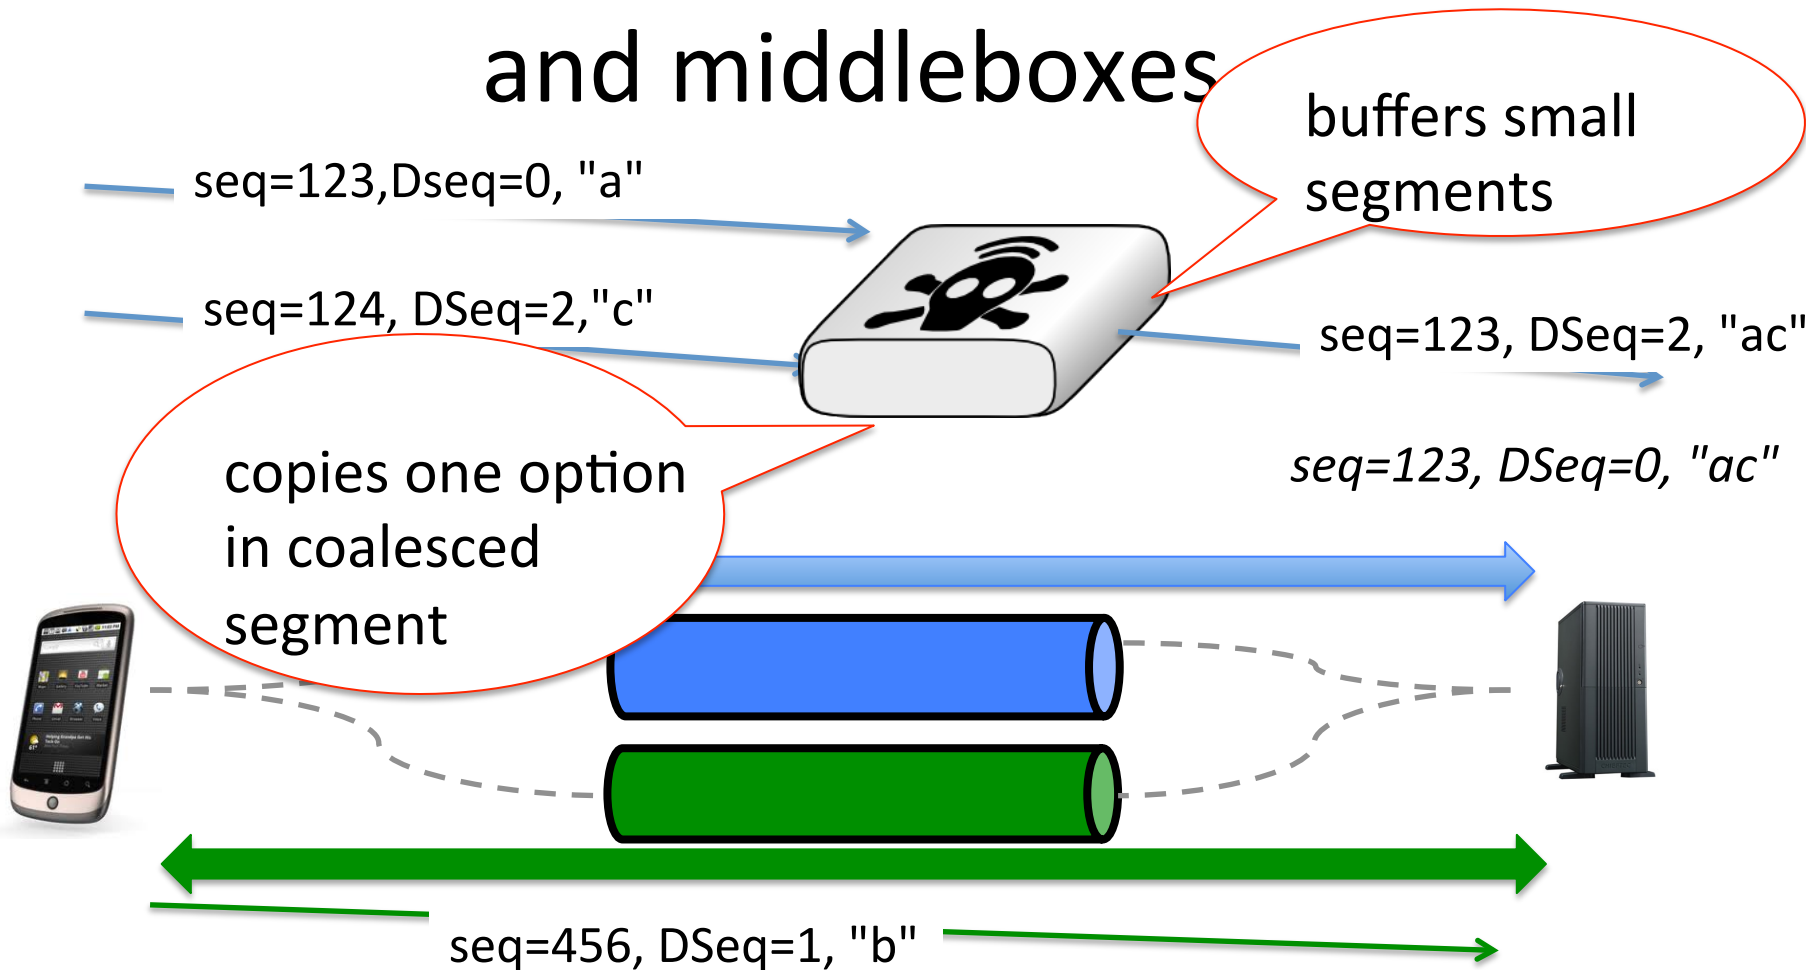 and middleboxes
buffers small
segments
seq=123,Dseq=0, "a"
seq=124, DSeq=2,"c"
seq=123, DSeq=2, "ac"
copies one option
in coalesced
segment
seq=123, DSeq=0, "ac"
seq=456, DSeq=1, "b"